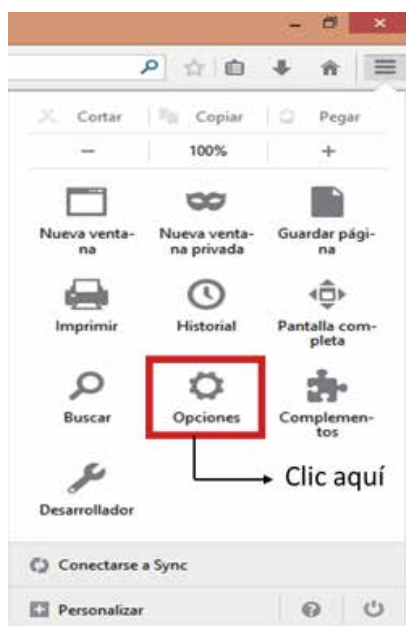 Cortar Copiar Pegar
− 100% +
Nueva venta- Nueva venta- Guardar pági-
na na privada na
Imprimir Historial Pantalla com-
pleta
Buscar Opciones Complemen-
tos
Clic aquí
Desarrollador
Conectarse a Sync
Personalizar